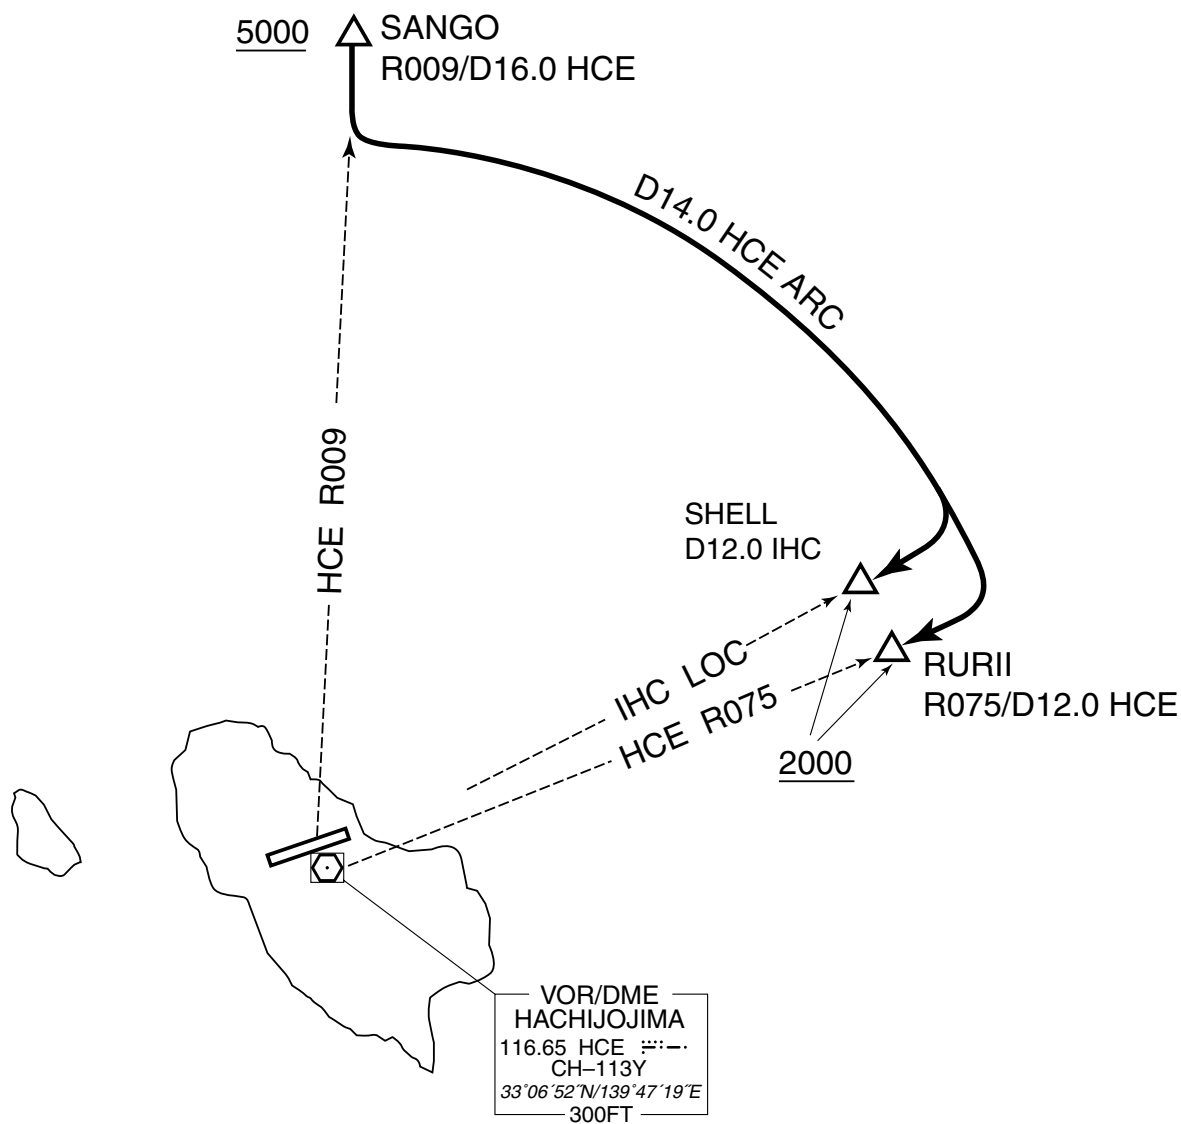 5000
SANGO
R009/D16.0 HCE
D14.0 HCE ARC
HCE R009
SHELL
D12.0 IHC
IHC LOC
HCE R075
RURII
R075/D12.0 HCE
2000
VOR/DME
HACHIJOJIMA
116.65 HCE
CH–113Y
33°06´52˝N/139°47´19˝E
300FT